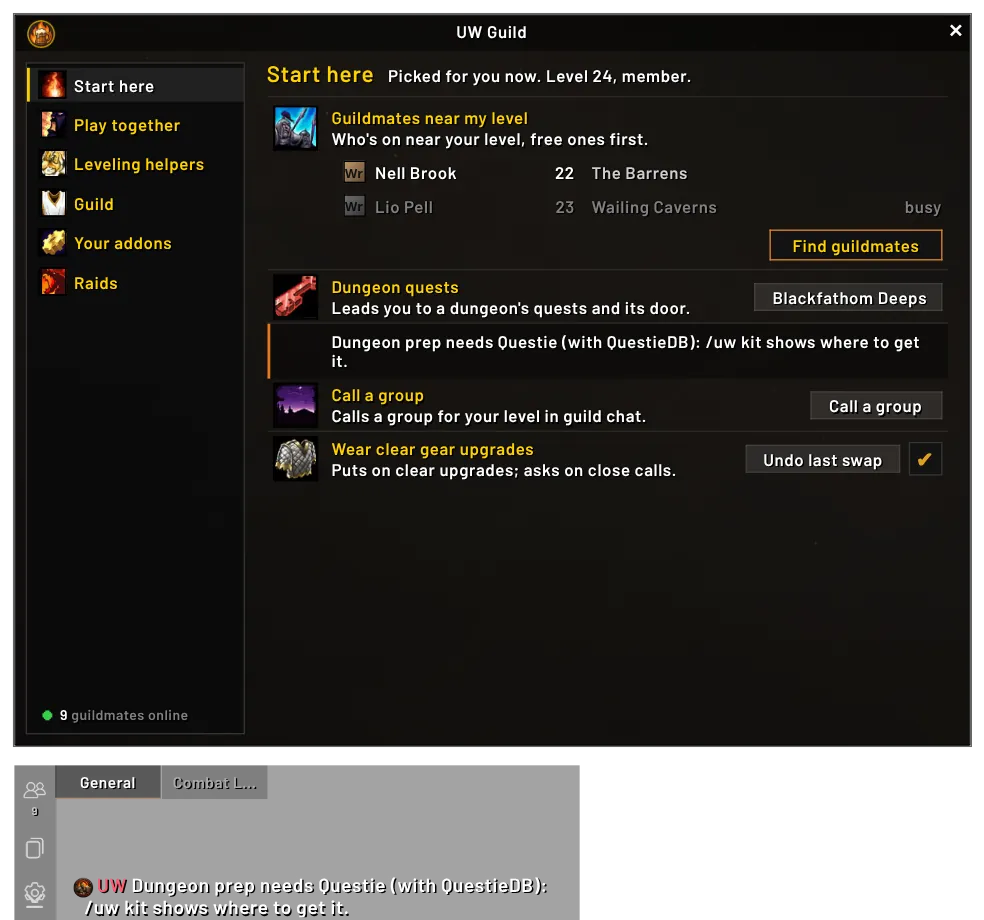 UW Guild
Start here
Play together
Leveling helpers
Guild
Your addons
Raids
9 guildmates online
Start here Picked for you now. Level 24, member.
Guildmates near my level
Who's on near your level, free ones first.
Wr Nell Brook 22 The Barrens
Wr Lio Pell 23 Wailing Caverns busy
Find guildmates
Dungeon quests
Leads you to a dungeon's quests and its door.
Blackfathom Deeps
Dungeon prep needs Questie (with QuestieDB): /uw kit shows where to get
it.
Call a group
Calls a group for your level in guild chat.
Call a group
Wear clear gear upgrades
Puts on clear upgrades; asks on close calls.
Undo last swap
General Combat L...
9
UW Dungeon prep needs Questie (with QuestieDB):
/uw kit shows where to get it.